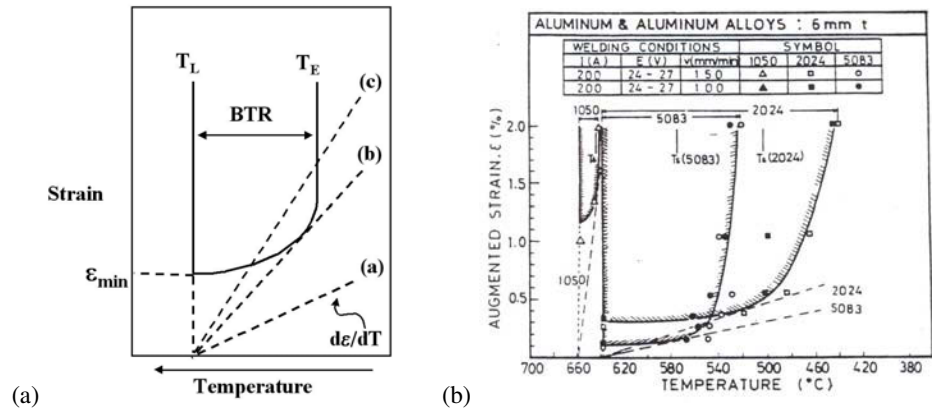 (a)
T_L
T_E
(c)
BTR
(b)
Strain
ε_min
(a)
dε/dT
Temperature
(b)
ALUMINUM & ALUMINUM ALLOYS : 6mm t
WELDING CONDITIONS SYMBOL
I(A) E(V) v(mm/min) 1050 2024 5083
200 24-27 150 △ □ ○
200 24-27 100 ▲ ■ ●
1050
2024
5083
2.0
T_S(5083)
T_S(2024)
1.5
1.0
0.5
AUGMENTED STRAIN, ε (%)
1050
2024
5083
700 660 620 580 540 500 460 420 380
TEMPERATURE (°C)